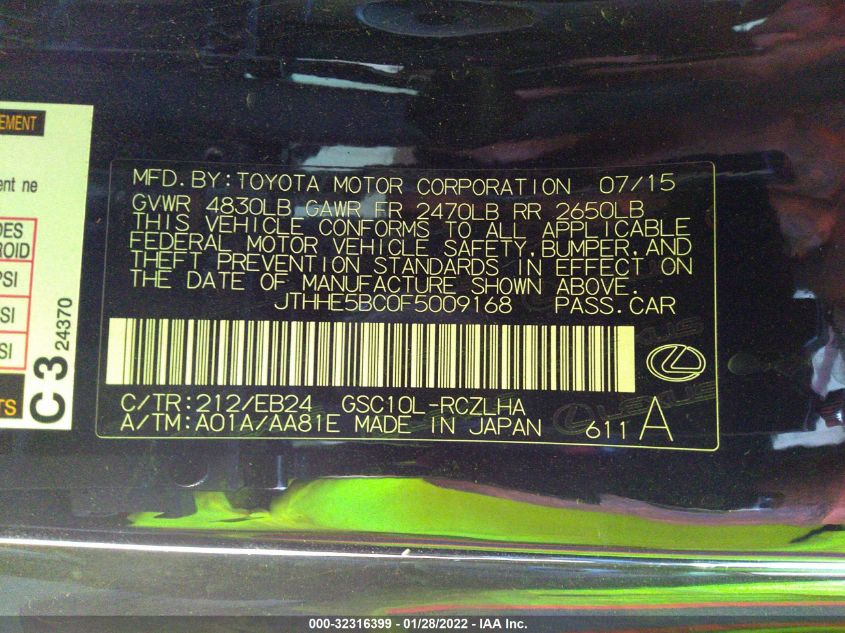 EMENT
ent ne
DES
ROID
PSI
SI
SI
TS
C3
24370
MFD.BY:TOYOTA MOTOR CORPORATION 07/15
GVWR 4830LB GAWR FR 2470LB RR 2650LB
THIS VEHICLE CONFORMS TO ALL APPLICABLE
FEDERAL MOTOR VEHICLE SAFETY,BUMPER,AND
THEFT PREVENTION STANDARDS IN EFFECT ON
THE DATE OF MANUFACTURE SHOWN ABOVE.
JTHHE5BC0F5009168 PASS.CAR
C/TR:212/EB24 GSC10L-RCZLHA
A/TM:A01A/AA81E MADE IN JAPAN 611 A
LEXUS
000-32316399 - 01/28/2022 - IAA Inc.